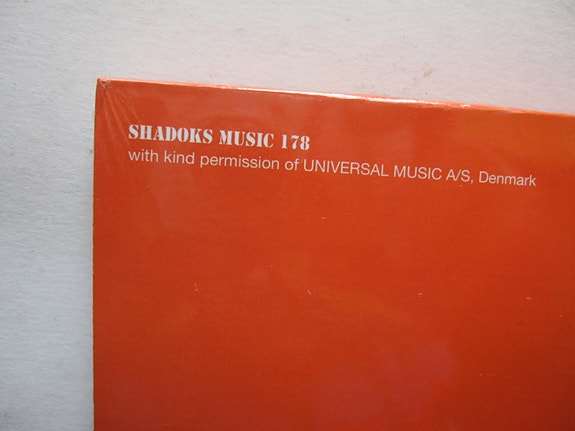 SHADOKS MUSIC 178
with kind permission of UNIVERSAL MUSIC A/S, Denmark